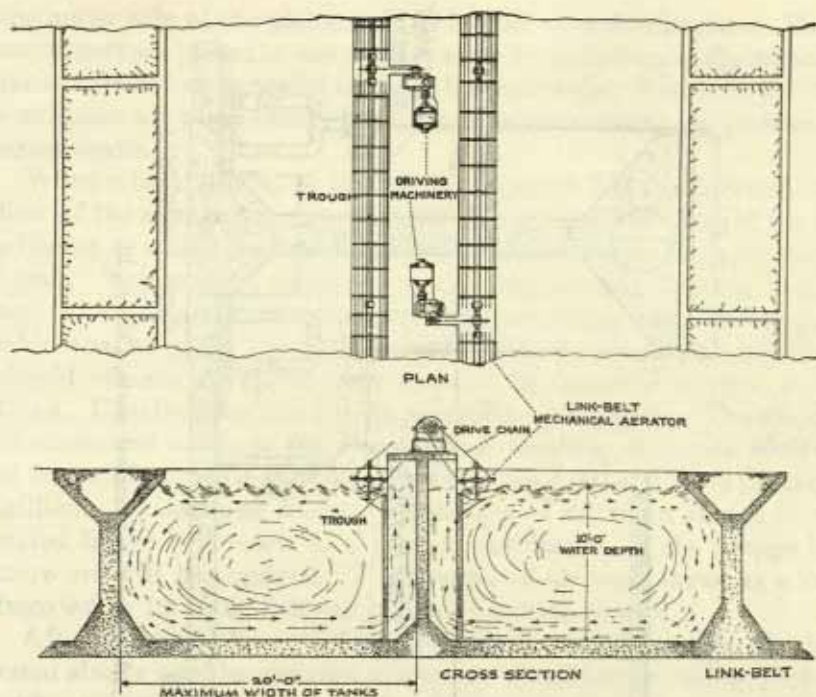 TROUGH
DRIVING
MACHINERY
PLAN
LINK-BELT
MECHANICAL AERATOR
DRIVE CHAIN
TROUGH
10'-0"
WATER DEPTH
20'-0"
MAXIMUM WIDTH OF TANKS
CROSS SECTION
LINK-BELT